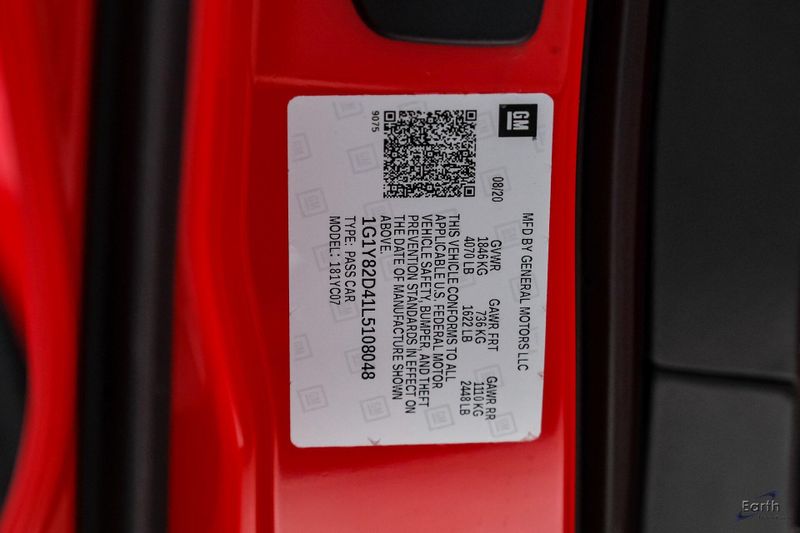 GM
MFD BY GENERAL MOTORS LLC
08/20
GVWR GAWR FRT GAWR RR
1846 KG 736 KG 1110 KG
4070 LB 1622 LB 2448 LB
THIS VEHICLE CONFORMS TO ALL
APPLICABLE U.S. FEDERAL MOTOR
VEHICLE SAFETY, BUMPER, AND THEFT
PREVENTION STANDARDS IN EFFECT ON
THE DATE OF MANUFACTURE SHOWN
ABOVE.
1G1Y82D41L5108048
TYPE: PASS CAR
MODEL: 181YC07
9075
Earth